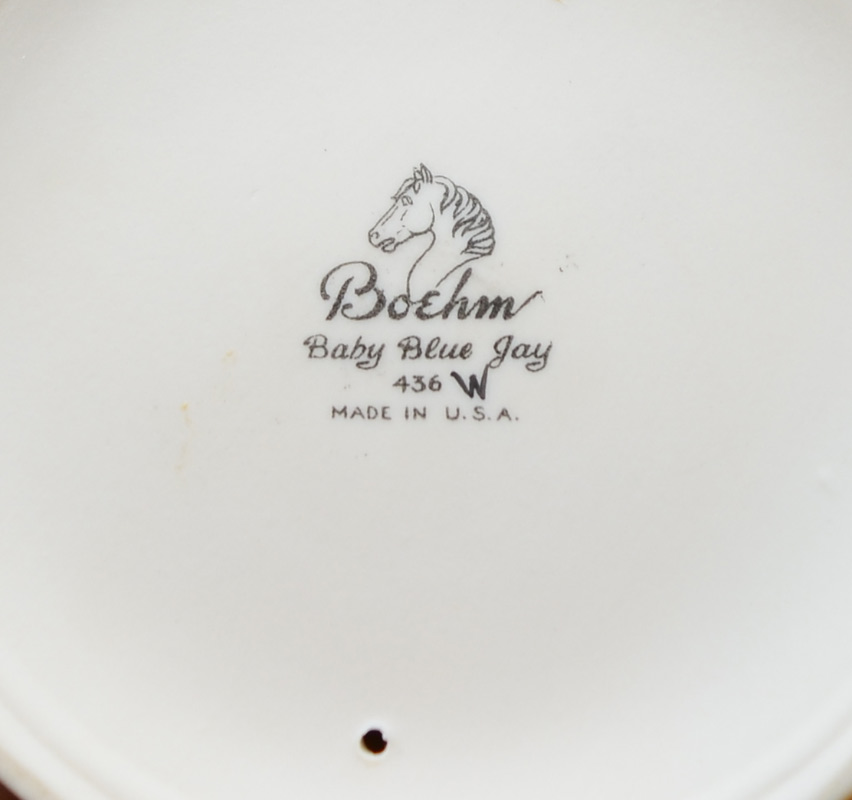 Boehm
Baby Blue Jay
436 W
MADE IN U.S.A.